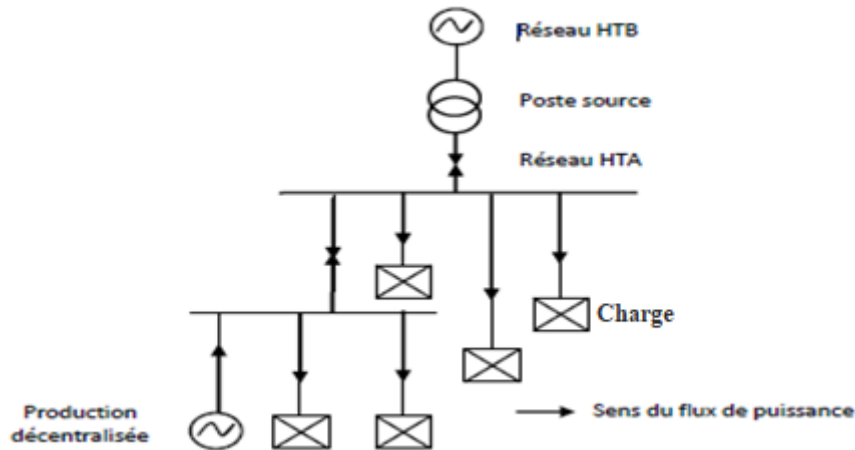 Réseau HTB
Poste source
Réseau HTA
Charge
Production
décentralisée
Sens du flux de puissance